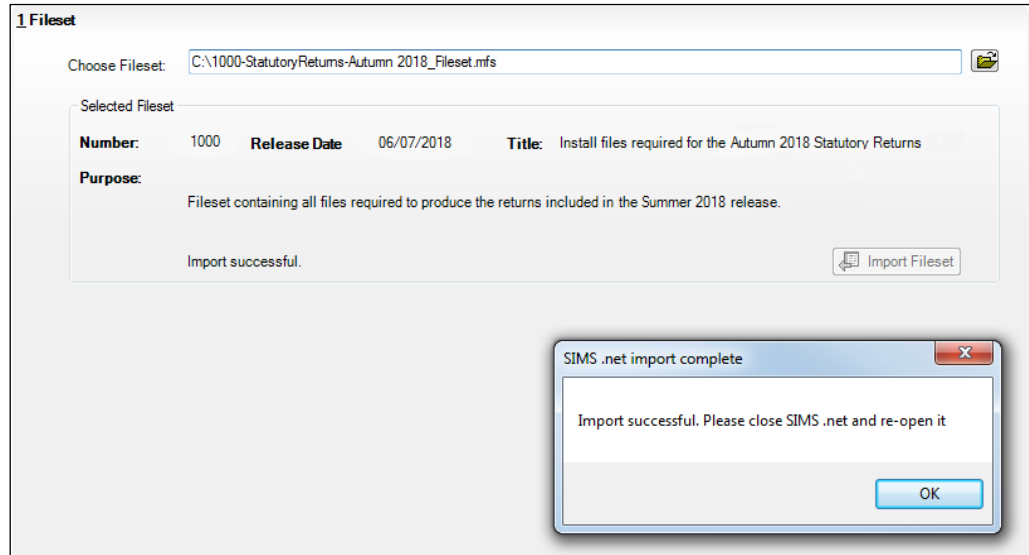 1 Fileset
Choose Fileset: C:\1000-StatutoryReturns-Autumn 2018_Fileset.mfs
Selected Fileset
Number: 1000 Release Date 06/07/2018 Title: Install files required for the Autumn 2018 Statutory Returns
Purpose:
Fileset containing all files required to produce the returns included in the Summer 2018 release.
Import successful. Import Fileset
SIMS .net import complete
Import successful. Please close SIMS .net and re-open it
OK